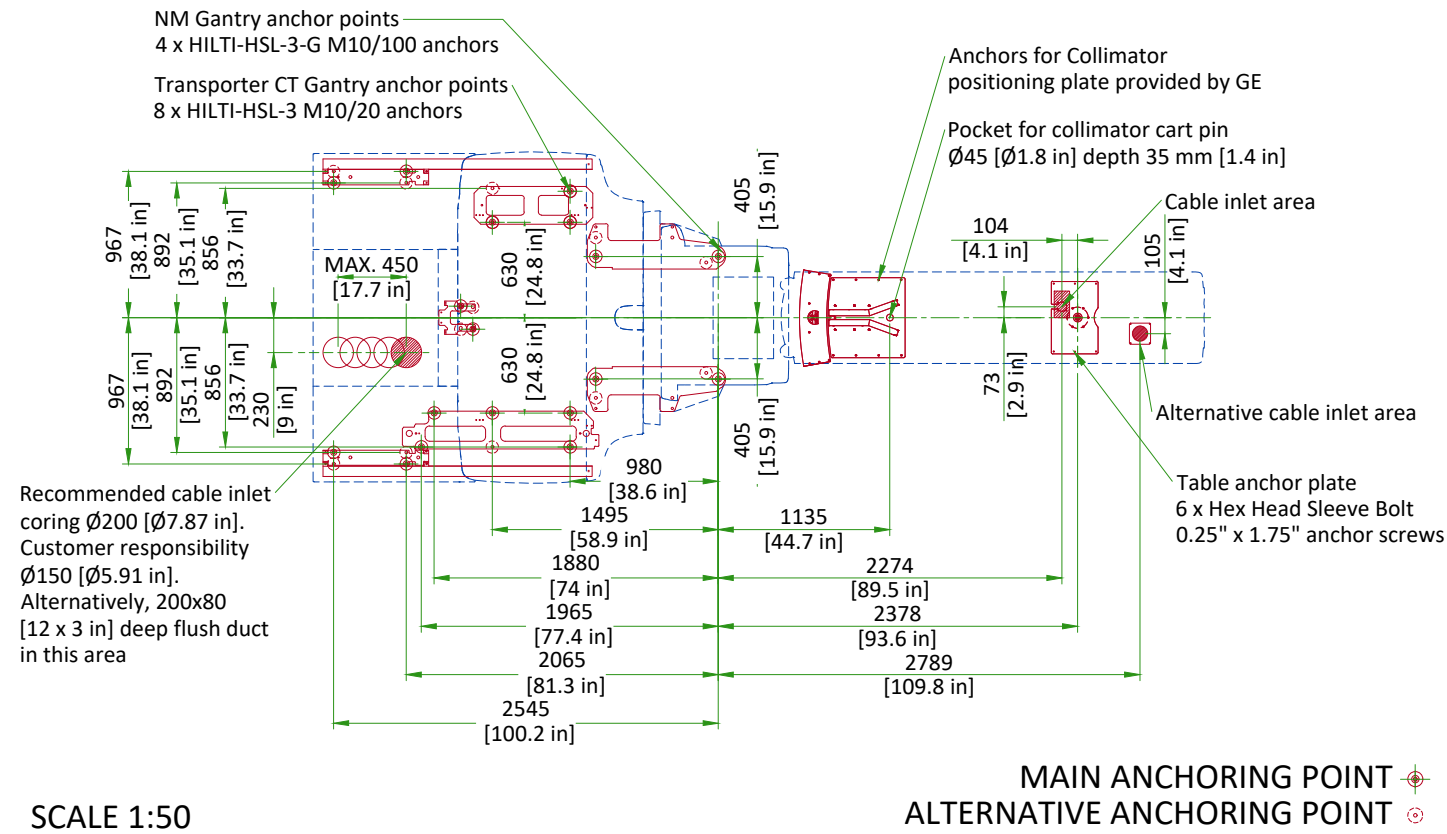 NM Gantry anchor points
4 x HILTI-HSL-3-G M10/100 anchors
Transporter CT Gantry anchor points
8 x HILTI-HSL-3 M10/20 anchors
Anchors for Collimator
positioning plate provided by GE
Pocket for collimator cart pin
Ø45 [Ø1.8 in] depth 35 mm [1.4 in]
Cable inlet area
967
[38.1 in]
892
[35.1 in]
856
[33.7 in]
MAX. 450
[17.7 in]
630
[24.8 in]
405
[15.9 in]
104
[4.1 in]
105
[4.1 in]
967
[38.1 in]
892
[35.1 in]
856
[33.7 in]
230
[9 in]
630
[24.8 in]
405
[15.9 in]
73
[2.9 in]
Alternative cable inlet area
Table anchor plate
6 x Hex Head Sleeve Bolt
0.25" x 1.75" anchor screws
Recommended cable inlet
coring Ø200 [Ø7.87 in].
Customer responsibility
Ø150 [Ø5.91 in].
Alternatively, 200x80
[12 x 3 in] deep flush duct
in this area
980
[38.6 in]
1495
[58.9 in]
1135
[44.7 in]
1880
[74 in]
2274
[89.5 in]
1965
[77.4 in]
2378
[93.6 in]
2065
[81.3 in]
2789
[109.8 in]
2545
[100.2 in]
MAIN ANCHORING POINT
ALTERNATIVE ANCHORING POINT
SCALE 1:50